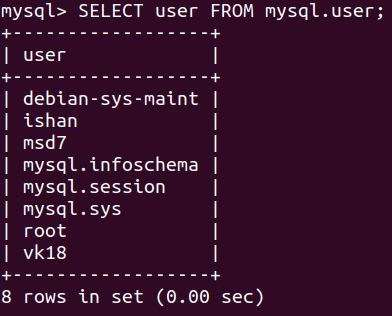 mysql> SELECT user FROM mysql.user;
+------------------+
| user             |
+------------------+
| debian-sys-maint |
| ishan            |
| msd7             |
| mysql.infoschema |
| mysql.session    |
| mysql.sys        |
| root             |
| vk18             |
+------------------+
8 rows in set (0.00 sec)